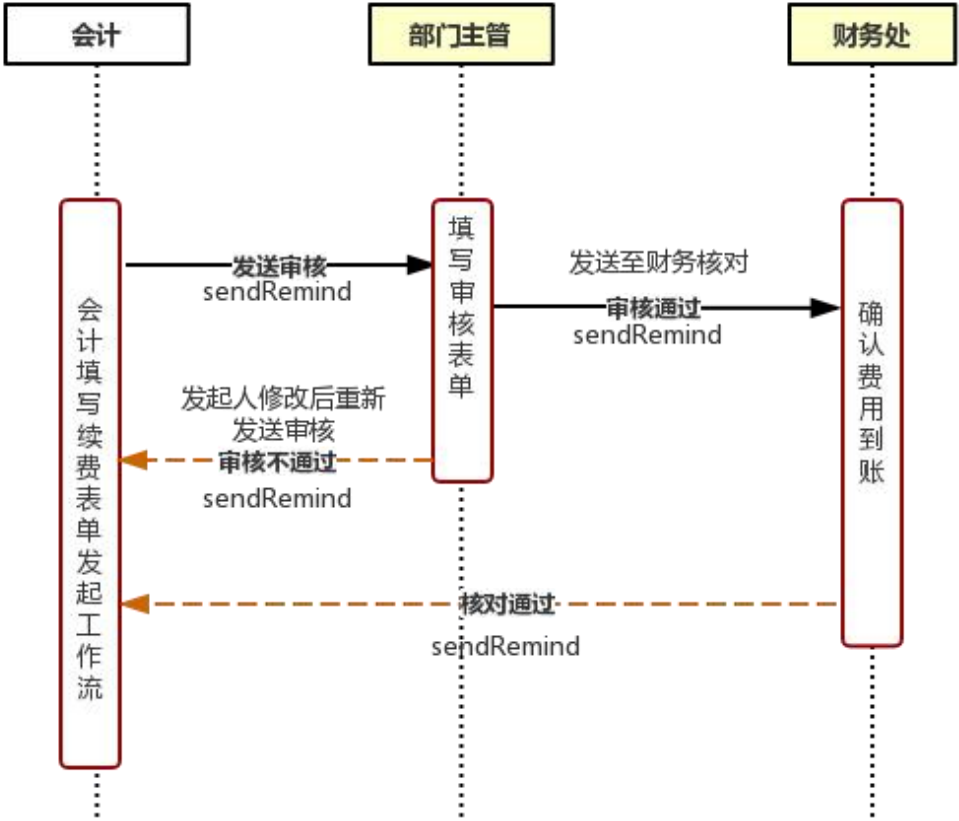 会计
部门主管
财务处
会计填写续费表单发起工作流
发送审核
sendRemind
填写审核表单
发送至财务核对
审核通过
sendRemind
确认费用到账
发起人修改后重新
发送审核
审核不通过
sendRemind
核对通过
sendRemind